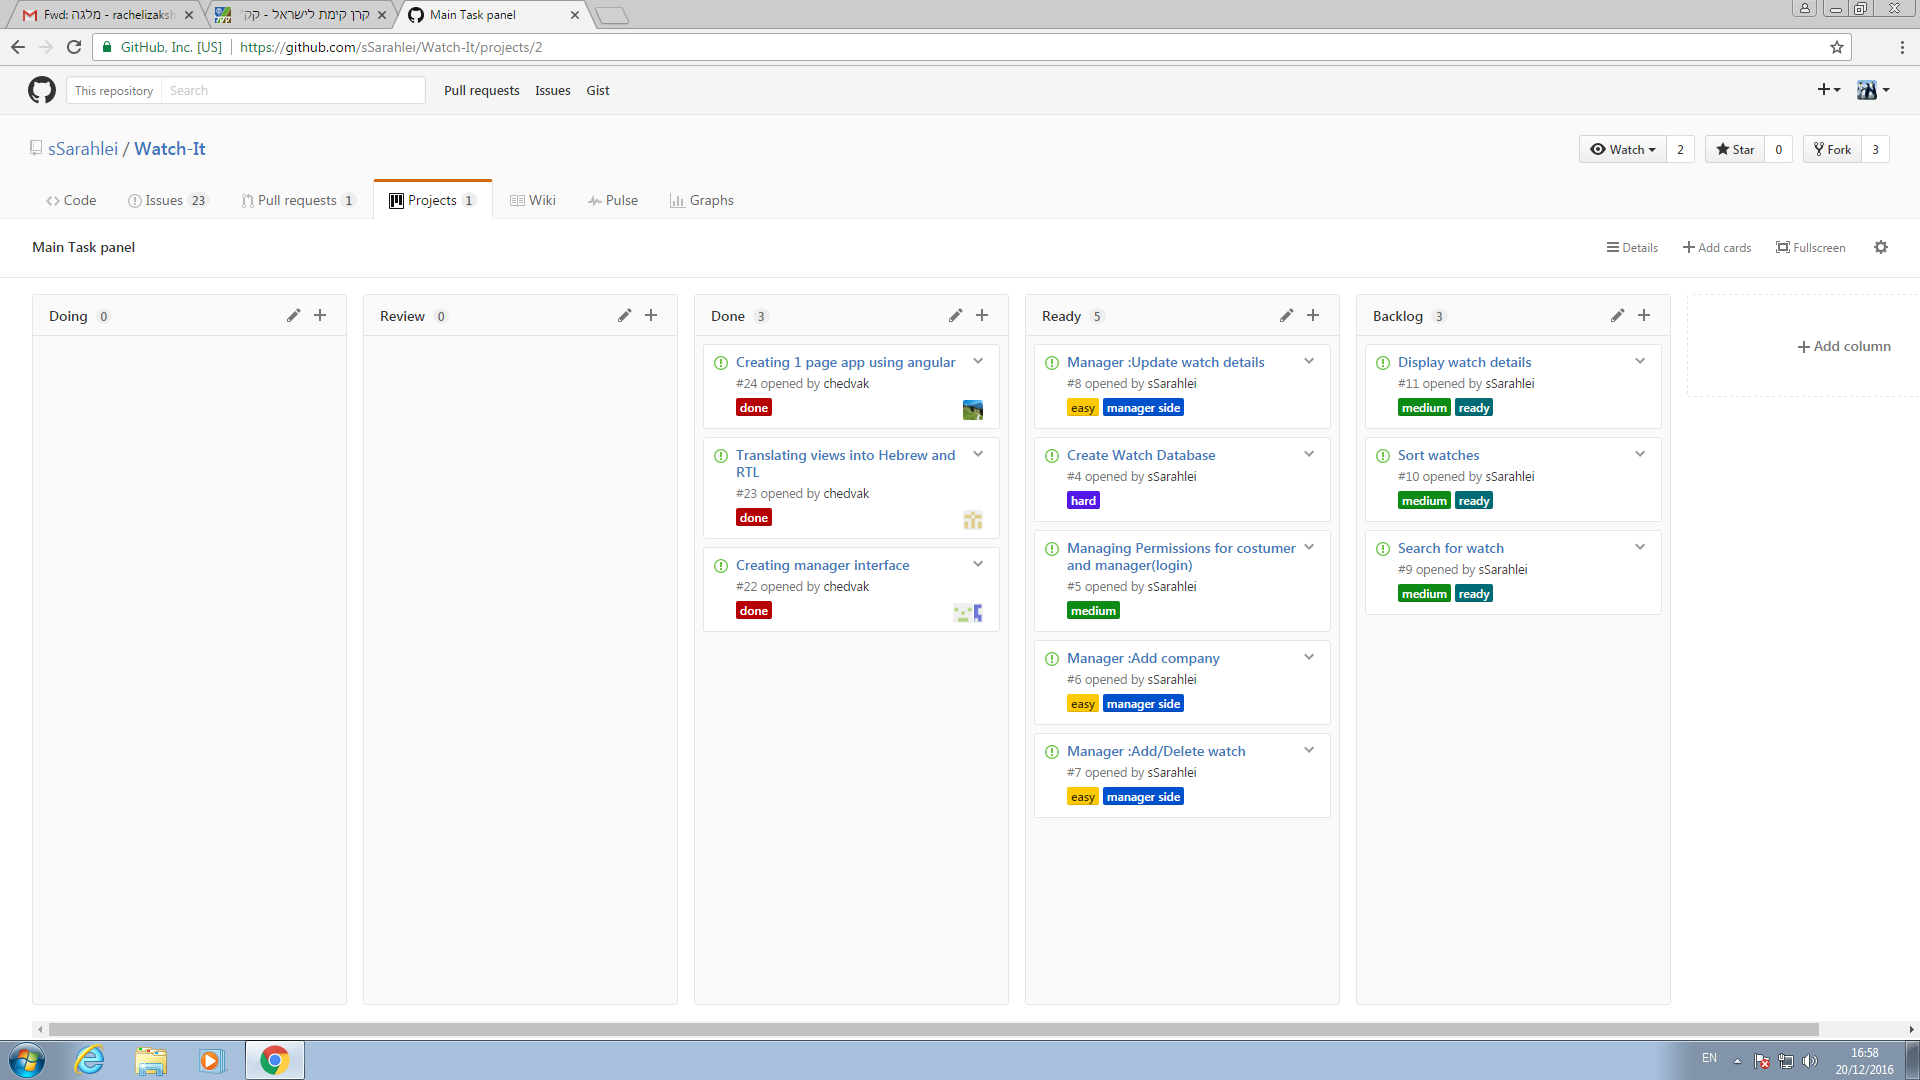 Fwd: מלגה - rachelizaksh
קרן קימת לישראל - קק
Main Task panel
GitHub, Inc. [US] https://github.com/sSarahlei/Watch-It/projects/2
This repository Search Pull requests Issues Gist
sSarahlei / Watch-It
Watch 2 Star 0 Fork 3
Code Issues 23 Pull requests 1 Projects 1 Wiki Pulse Graphs
Main Task panel
Details Add cards Fullscreen
Doing 0
Review 0
Done 3
Creating 1 page app using angular
#24 opened by chedvak
done
Translating views into Hebrew and
RTL
#23 opened by chedvak
done
Creating manager interface
#22 opened by chedvak
done
Ready 5
Manager :Update watch details
#8 opened by sSarahlei
easy manager side
Create Watch Database
#4 opened by sSarahlei
hard
Managing Permissions for costumer
and manager(login)
#5 opened by sSarahlei
medium
Manager :Add company
#6 opened by sSarahlei
easy manager side
Manager :Add/Delete watch
#7 opened by sSarahlei
easy manager side
Backlog 3
Display watch details
#11 opened by sSarahlei
medium ready
Sort watches
#10 opened by sSarahlei
medium ready
Search for watch
#9 opened by sSarahlei
medium ready
Add column
EN
16:58
20/12/2016